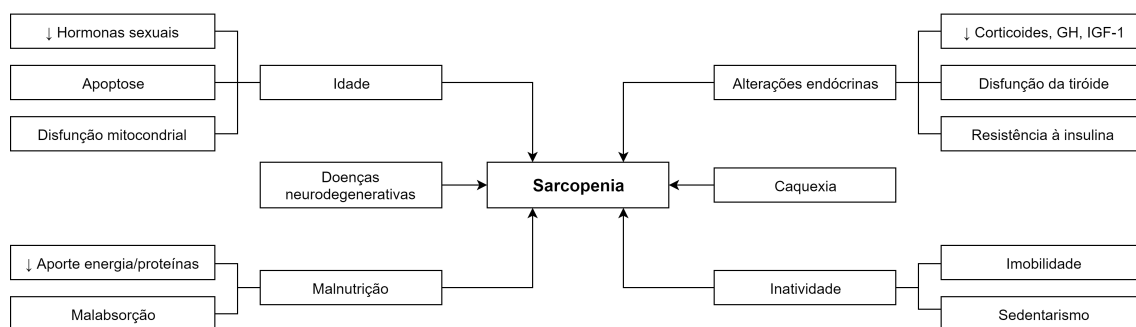 ↓ Hormonas sexuais
Apoptose
Disfunção mitocondrial
Idade
Alterações endócrinas
↓ Corticoides, GH, IGF-1
Disfunção da tiróide
Resistência à insulina
Doenças
neurodegenerativas
Sarcopenia
Caquexia
↓ Aporte energia/proteínas
Malabsorção
Malnutrição
Inatividade
Imobilidade
Sedentarismo